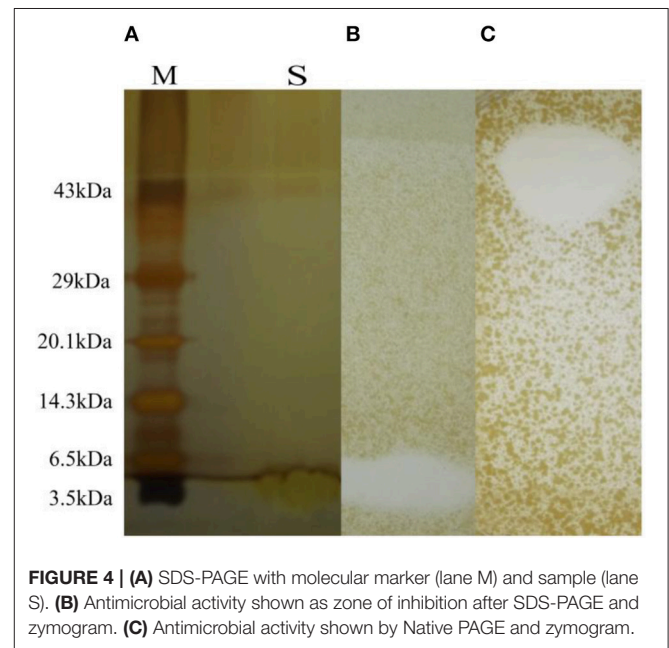 A B C
M S
43kDa
29kDa
20.1kDa
14.3kDa
6.5kDa
3.5kDa
FIGURE 4 | (A) SDS-PAGE with molecular marker (lane M) and sample (lane
S). (B) Antimicrobial activity shown as zone of inhibition after SDS-PAGE and
zymogram. (C) Antimicrobial activity shown by Native PAGE and zymogram.